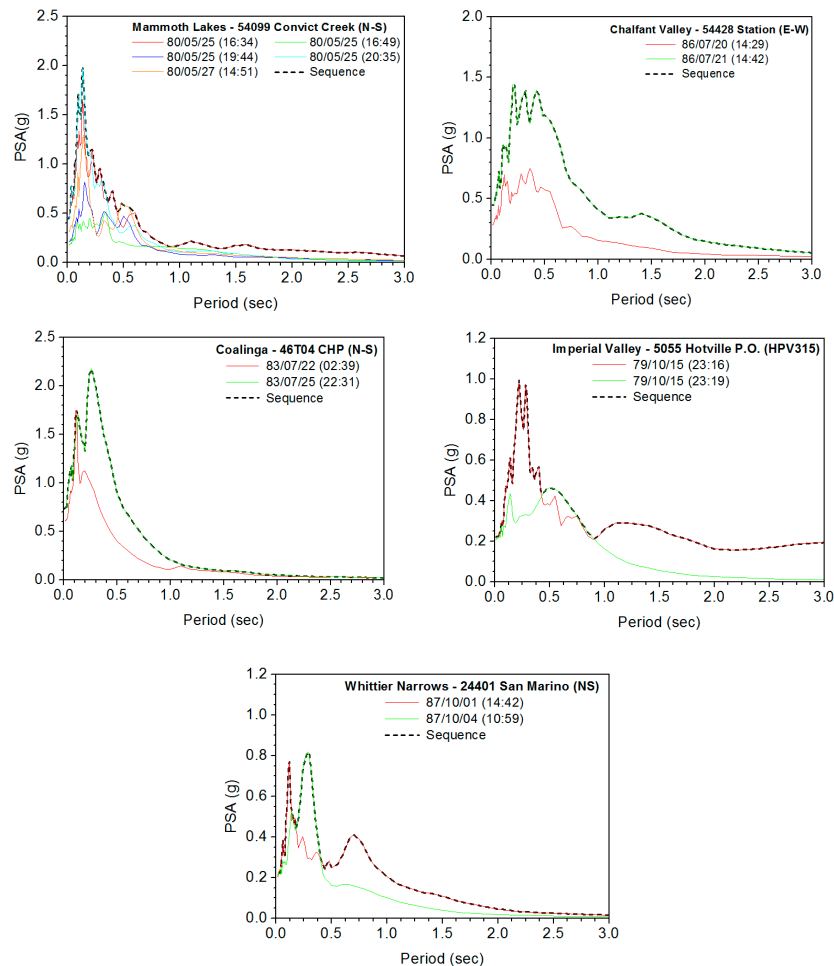 Mammoth Lakes - 54099 Convict Creek (N-S)
80/05/25 (16:34) 80/05/25 (16:49)
80/05/25 (19:44) 80/05/25 (20:35)
80/05/27 (14:51) Sequence
PSA(g)
2.5
2.0
1.5
1.0
0.5
0.0
0.0 0.5 1.0 1.5 2.0 2.5 3.0
Period (sec)
Chalfant Valley - 54428 Station (E-W)
86/07/20 (14:29)
86/07/21 (14:42)
Sequence
PSA (g)
2.0
1.5
1.0
0.5
0.0
0.0 0.5 1.0 1.5 2.0 2.5 3.0
Period (sec)
Coalinga - 46T04 CHP (N-S)
83/07/22 (02:39)
83/07/25 (22:31)
Sequence
PSA (g)
2.5
2.0
1.5
1.0
0.5
0.0
0.0 0.5 1.0 1.5 2.0 2.5 3.0
Period (sec)
Imperial Valley - 5055 Hotville P.O. (HPV315)
79/10/15 (23:16)
79/10/15 (23:19)
Sequence
PSA (g)
1.2
1.0
0.8
0.6
0.4
0.2
0.0
0.0 0.5 1.0 1.5 2.0 2.5 3.0
Period (sec)
Whittier Narrows - 24401 San Marino (NS)
87/10/01 (14:42)
87/10/04 (10:59)
Sequence
PSA (g)
1.2
1.0
0.8
0.6
0.4
0.2
0.0
0.0 0.5 1.0 1.5 2.0 2.5 3.0
Period (sec)